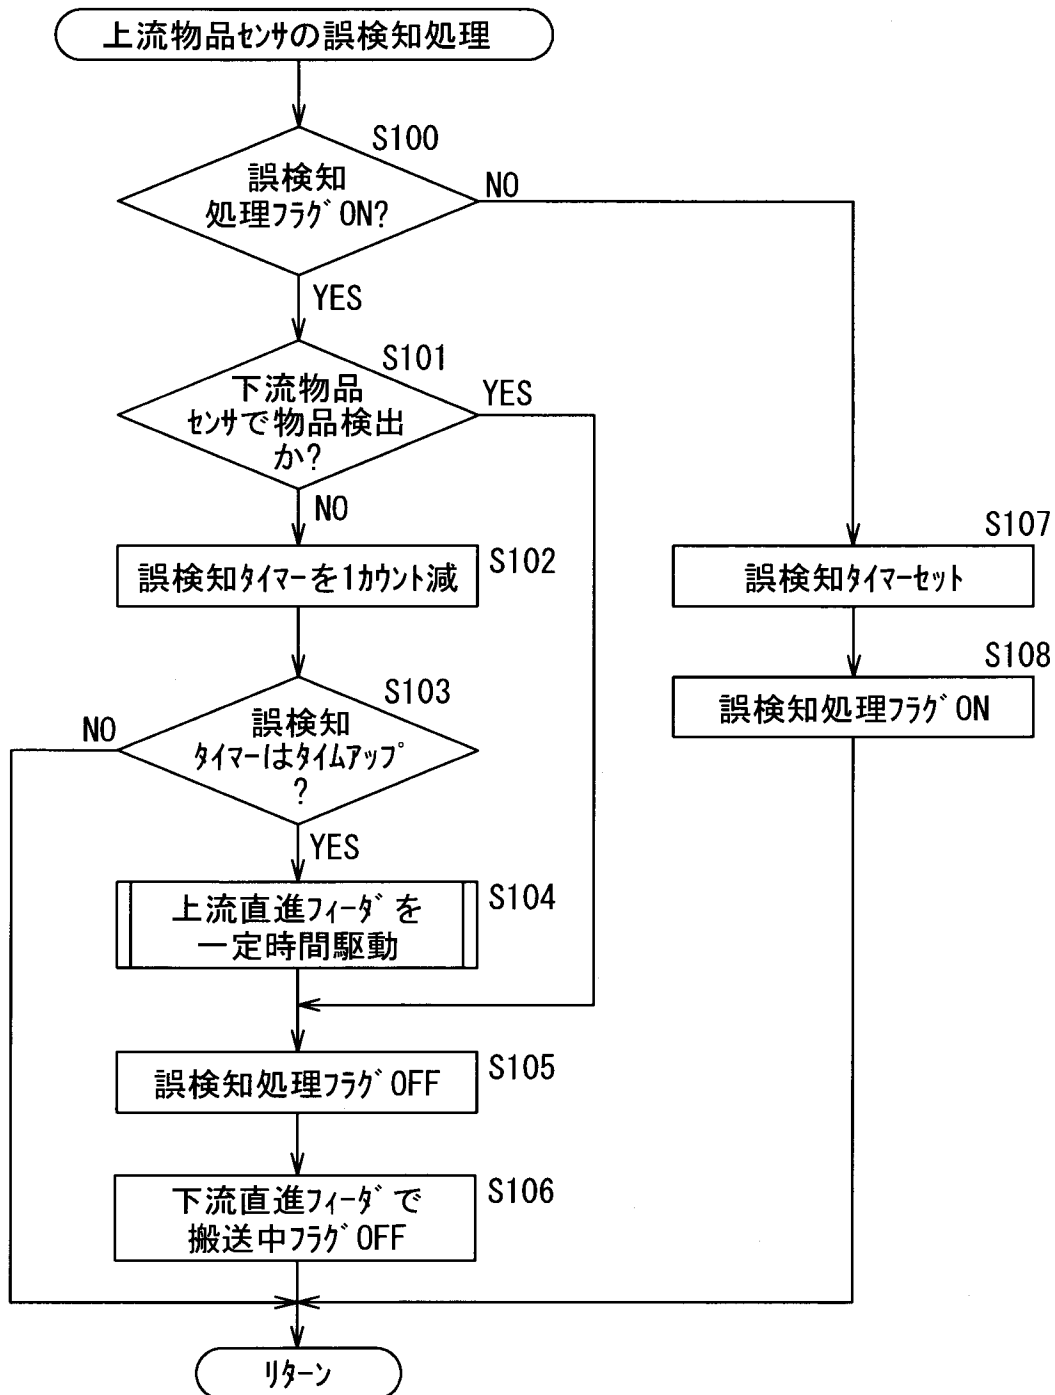 上流物品ｾﾝｻの誤検知処理
S100
誤検知
処理ﾌﾗｸﾞON?
NO
YES
S101
下流物品
ｾﾝｻで物品検出
か?
YES
NO
S102
誤検知ﾀｲﾏｰを1ｶｳﾝﾄ減
S103
誤検知
ﾀｲﾏｰはﾀｲﾑｱｯﾌﾟ
?
NO
YES
S104
上流直進ﾌｨｰﾀﾞを
一定時間駆動
S105
誤検知処理ﾌﾗｸﾞOFF
S106
下流直進ﾌｨｰﾀﾞで
搬送中ﾌﾗｸﾞOFF
S107
誤検知ﾀｲﾏｰｾｯﾄ
S108
誤検知処理ﾌﾗｸﾞON
ﾘﾀｰﾝ